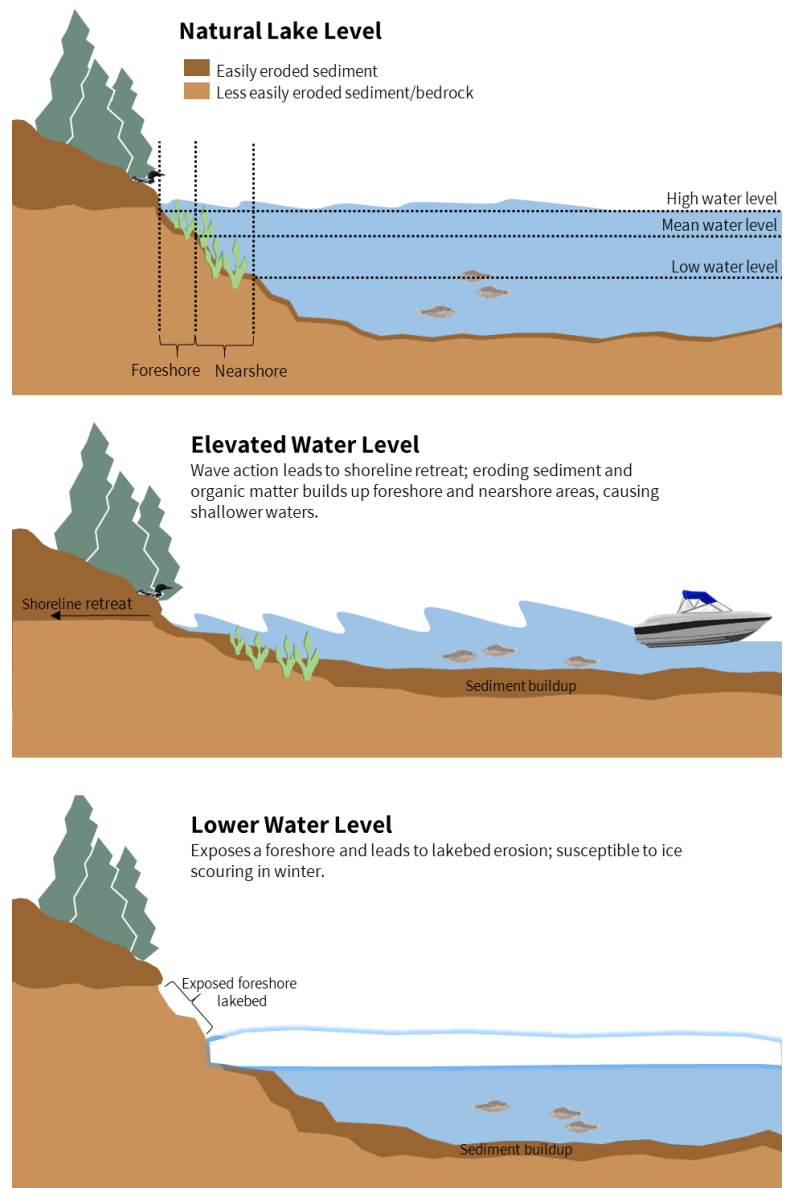 Natural Lake Level
Easily eroded sediment
Less easily eroded sediment/bedrock
High water level
Mean water level
Low water level
Foreshore
Nearshore
Elevated Water Level
Wave action leads to shoreline retreat; eroding sediment and
organic matter builds up foreshore and nearshore areas, causing
shallower waters.
Shoreline retreat
Sediment buildup
Lower Water Level
Exposes a foreshore and leads to lakebed erosion; susceptible to ice
scouring in winter.
Exposed foreshore
lakebed
Sediment buildup